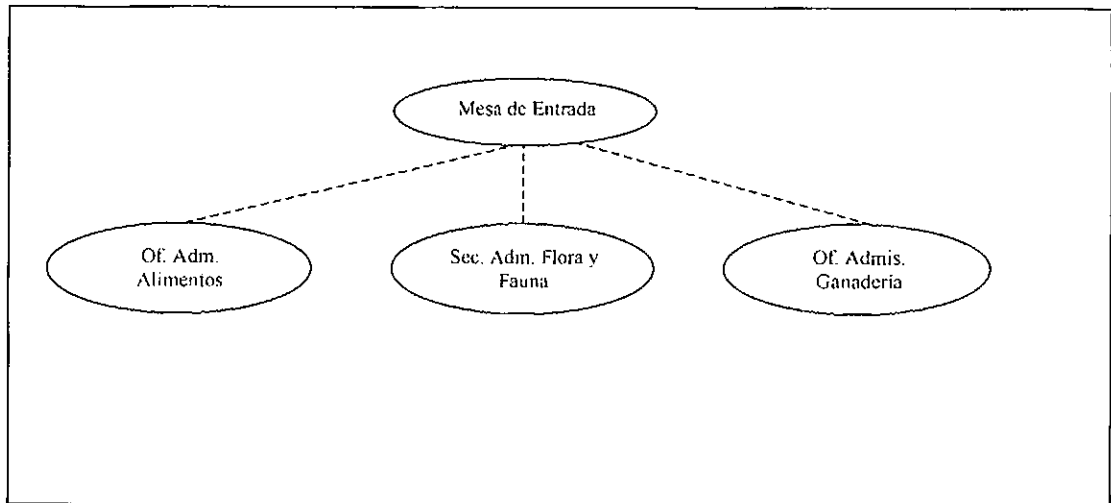 Mesa de Entrada
Of. Adm.
Alimentos
Sec. Adm. Flora y
Fauna
Of. Admis.
Ganadería